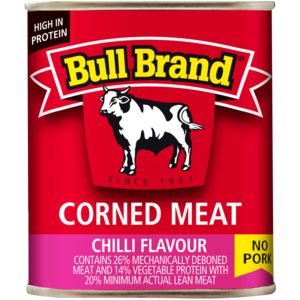 HIGH IN
PROTEIN
Bull Brand
SINCE 1957
CORNED MEAT
CHILLI FLAVOUR
CONTAINS 26% MECHANICALLY DEBONED
MEAT AND 14% VEGETABLE PROTEIN WITH
20% MINIMUM ACTUAL LEAN MEAT
NO
PORK